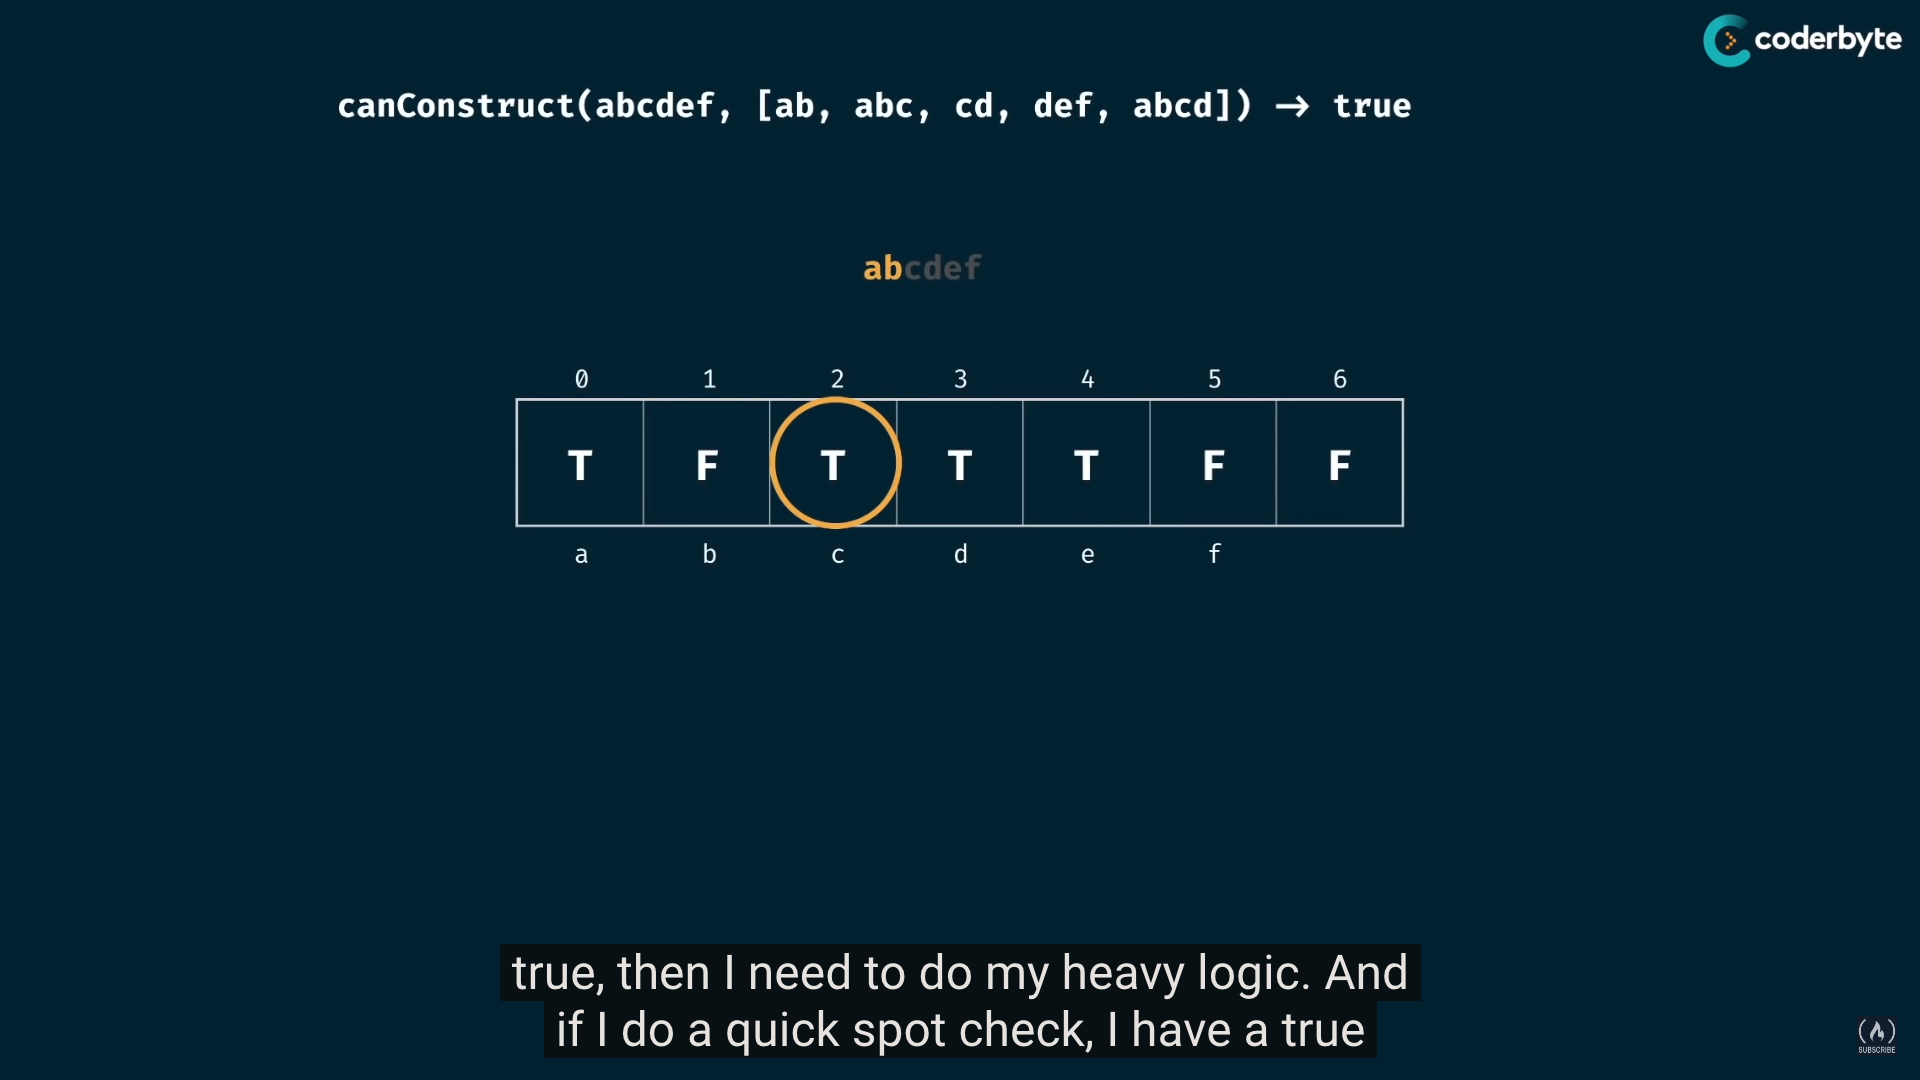 coderbyte
canConstruct(abcdef, [ab, abc, cd, def, abcd]) → true
abcdef
0 1 2 3 4 5 6
T F T T T F F
a b c d e f
true, then I need to do my heavy logic. And
if I do a quick spot check, I have a true
SUBSCRIBE